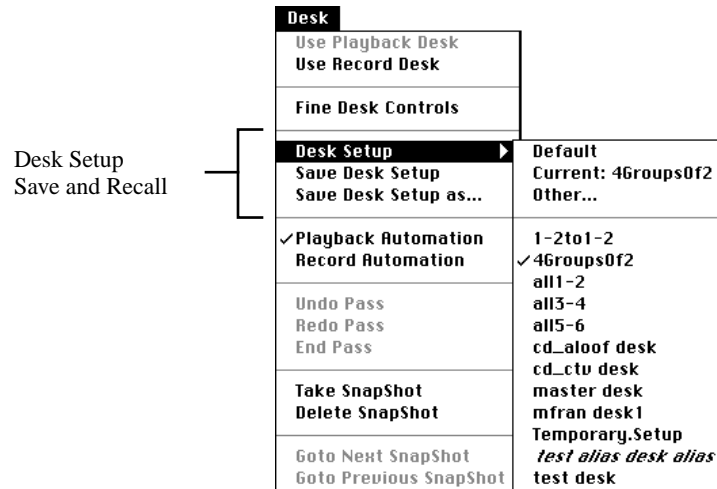 Desk
Use Playback Desk
Use Record Desk
Fine Desk Controls
Desk Setup
Save and Recall
Desk Setup
Save Desk Setup
Save Desk Setup as...
✓Playback Automation
Record Automation
Undo Pass
Redo Pass
End Pass
Take SnapShot
Delete SnapShot
Goto Next SnapShot
Goto Previous SnapShot
Default
Current: 4GroupsOf2
Other...
1-2to1-2
✓4GroupsOf2
all1-2
all3-4
all5-6
cd_aloof desk
cd_ctv desk
master desk
mfran desk1
Temporary.Setup
test alias desk alias
test desk